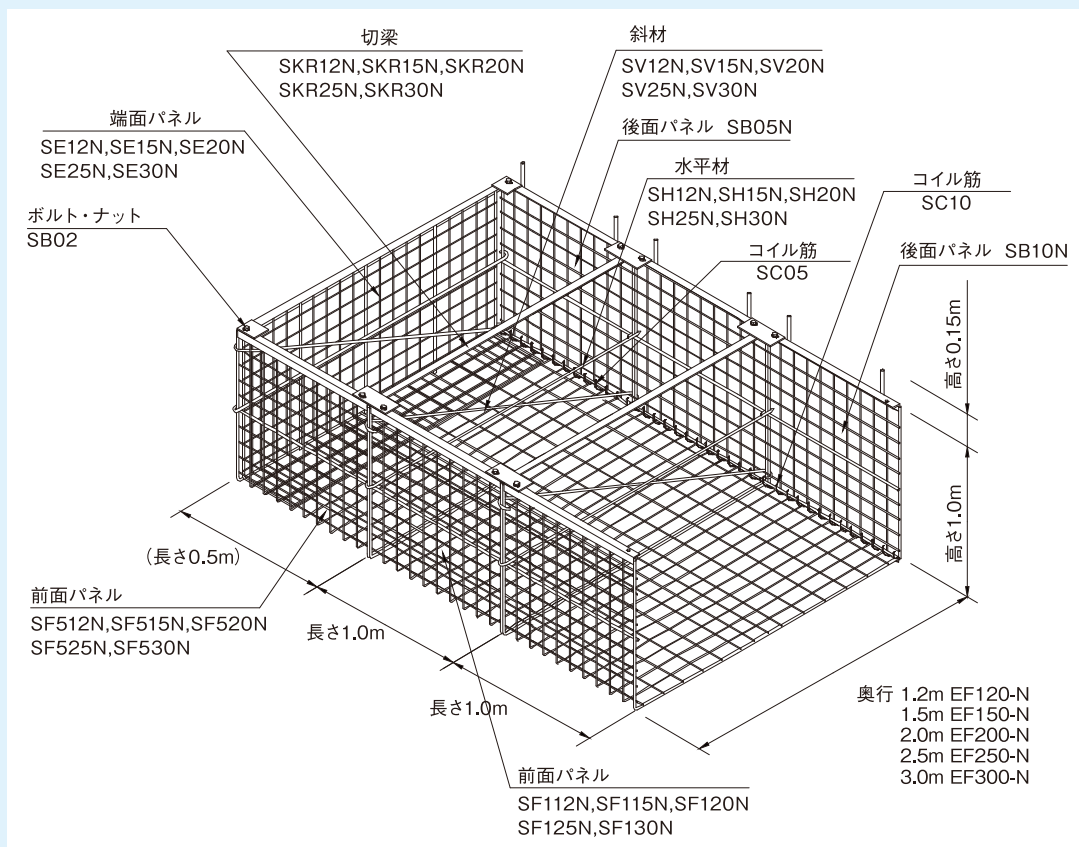 切梁
SKR12N,SKR15N,SKR20N
SKR25N,SKR30N
斜材
SV12N,SV15N,SV20N
SV25N,SV30N
端面パネル
SE12N,SE15N,SE20N
SE25N,SE30N
後面パネル SB05N
水平材
SH12N,SH15N,SH20N
SH25N,SH30N
コイル筋
SC10
ボルト・ナット
SB02
コイル筋
SC05
後面パネル SB10N
高さ0.15m
高さ1.0m
(長さ0.5m)
前面パネル
SF512N,SF515N,SF520N
SF525N,SF530N
長さ1.0m
長さ1.0m
奥行 1.2m EF120-N
1.5m EF150-N
2.0m EF200-N
2.5m EF250-N
3.0m EF300-N
前面パネル
SF112N,SF115N,SF120N
SF125N,SF130N